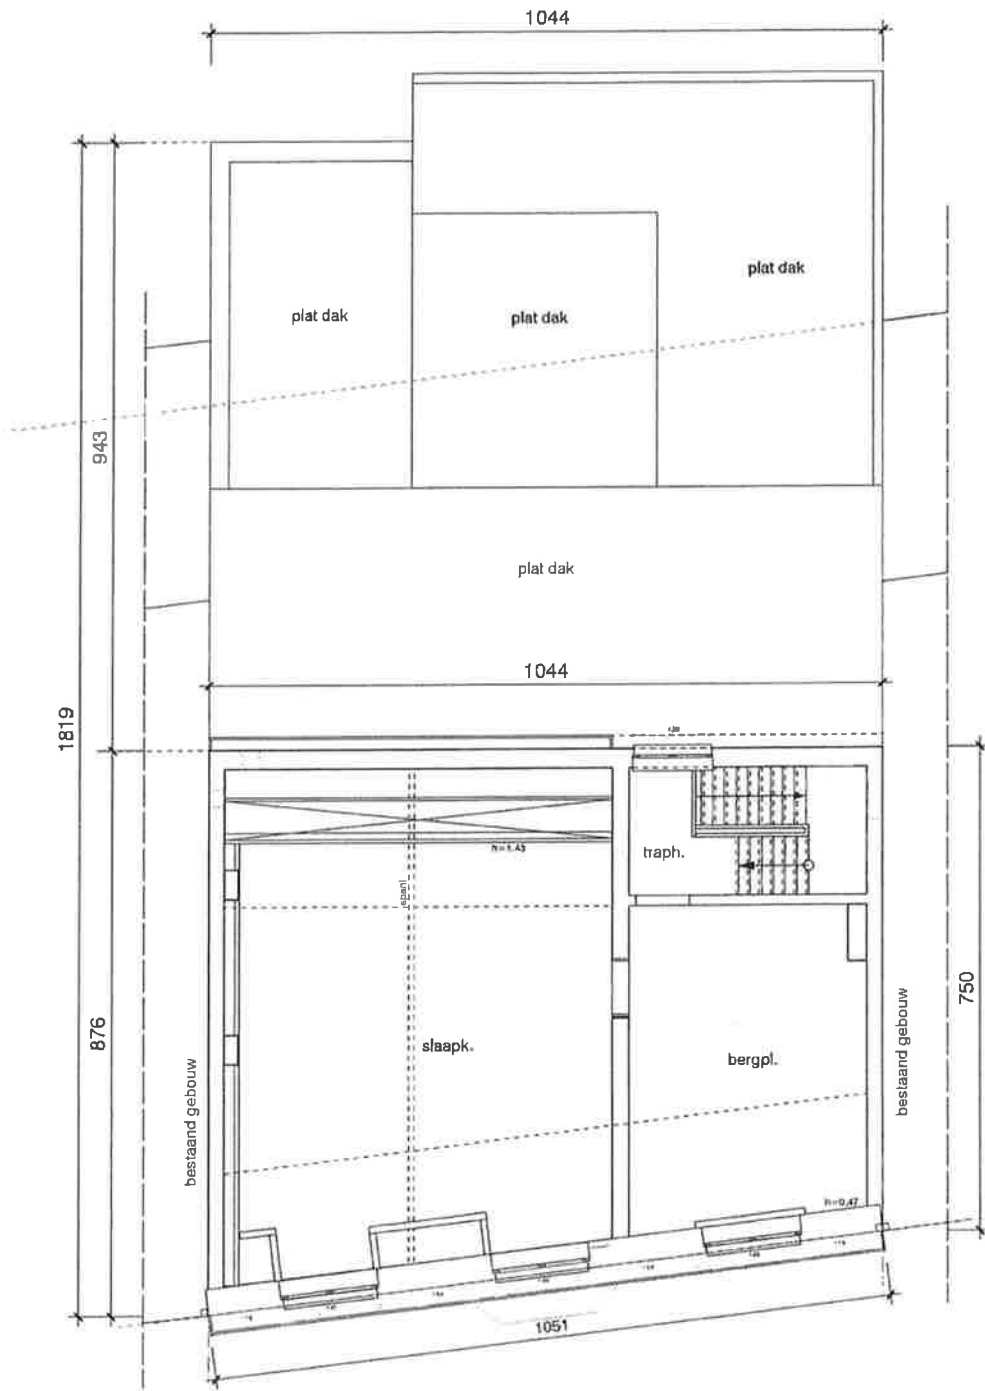 1044
plat dak
plat dak
plat dak
943
plat dak
1044
1819
h=1.43
traph.
spant
876
slaapk.
bergpl.
750
bestaand gebouw
bestaand gebouw
h=0.47
1051